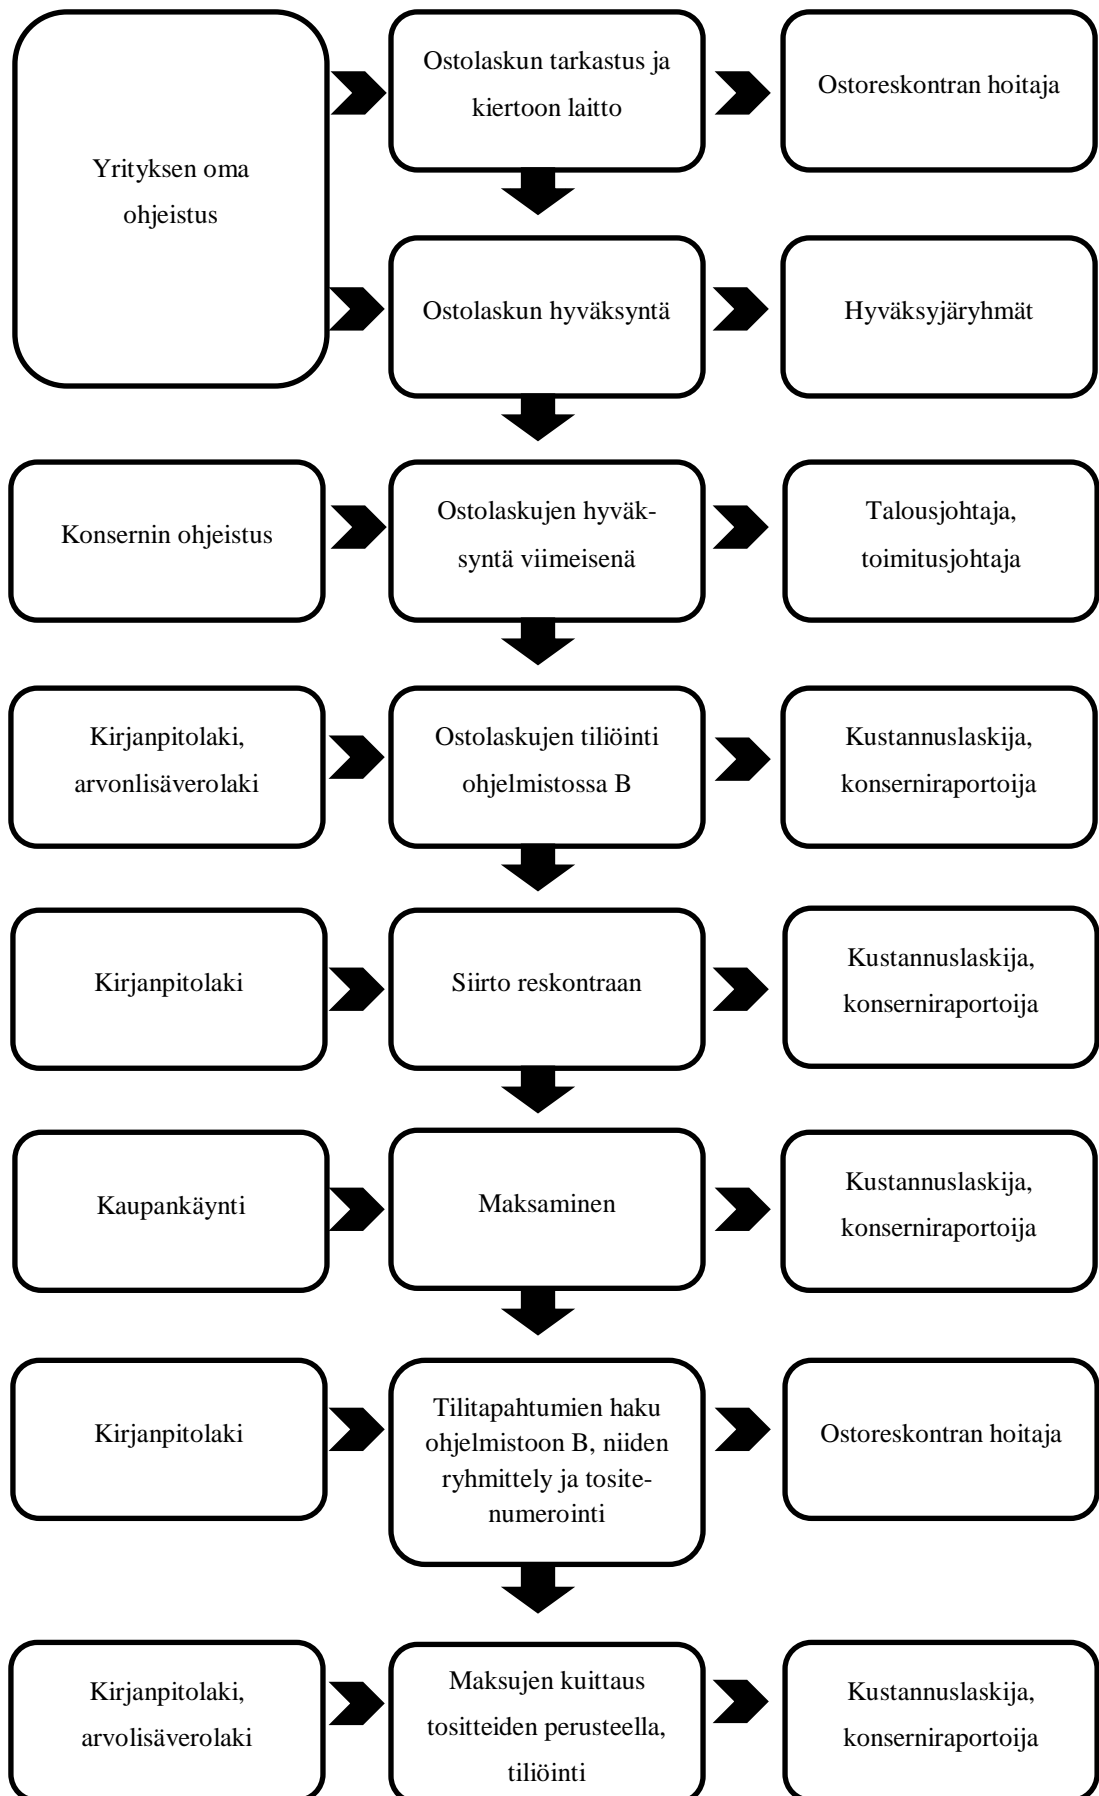 Yrityksen oma
ohjeistus
Ostolaskun tarkastus ja
kiertoon laitto
Ostoreskontran hoitaja
Ostolaskun hyväksyntä
Hyväksyjäryhmät
Konsernin ohjeistus
Ostolaskujen hyväk-
syntä viimeisenä
Talousjohtaja,
toimitusjohtaja
Kirjanpitolaki,
arvonlisäverolaki
Ostolaskujen tiliöinti
ohjelmistossa B
Kustannuslaskija,
konserniraportoija
Kirjanpitolaki
Siirto reskontraan
Kustannuslaskija,
konserniraportoija
Kaupankäynti
Maksaminen
Kustannuslaskija,
konserniraportoija
Kirjanpitolaki
Tilitapahtumien haku
ohjelmistoon B, niiden
ryhmittely ja tosite-
numerointi
Ostoreskontran hoitaja
Kirjanpitolaki,
arvolisäverolaki
Maksujen kuittaus
tositteiden perusteella,
tiliöinti
Kustannuslaskija,
konserniraportoija